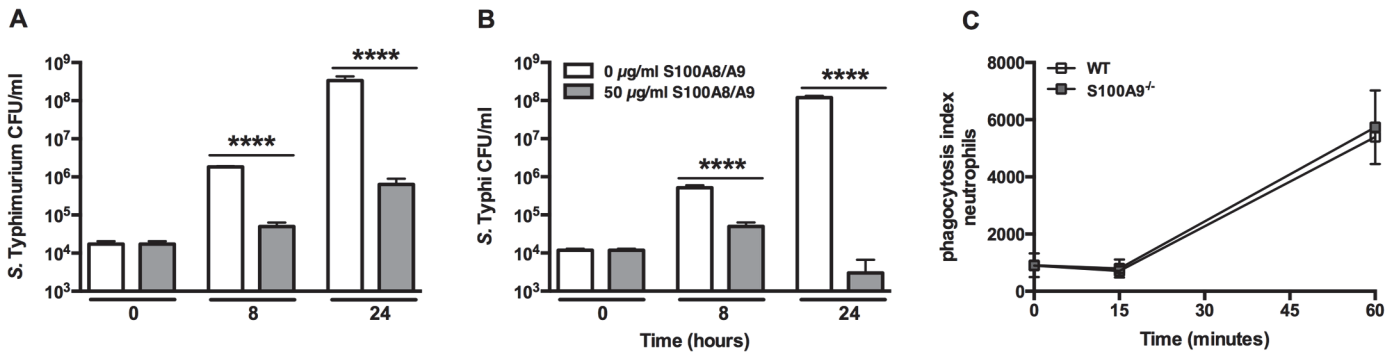 A
S. Typhimurium CFU/ml
10⁹
10⁸
10⁷
10⁶
10⁵
10⁴
10³
****
****
0
8
24
B
S. Typhi CFU/ml
10⁹
10⁸
10⁷
10⁶
10⁵
10⁴
10³
0 µg/ml S100A8/A9
50 µg/ml S100A8/A9
****
****
0
8
24
Time (hours)
C
phagocytosis index
neutrophils
8000
6000
4000
2000
0
WT
S100A9⁻/⁻
0
15
30
45
60
Time (minutes)